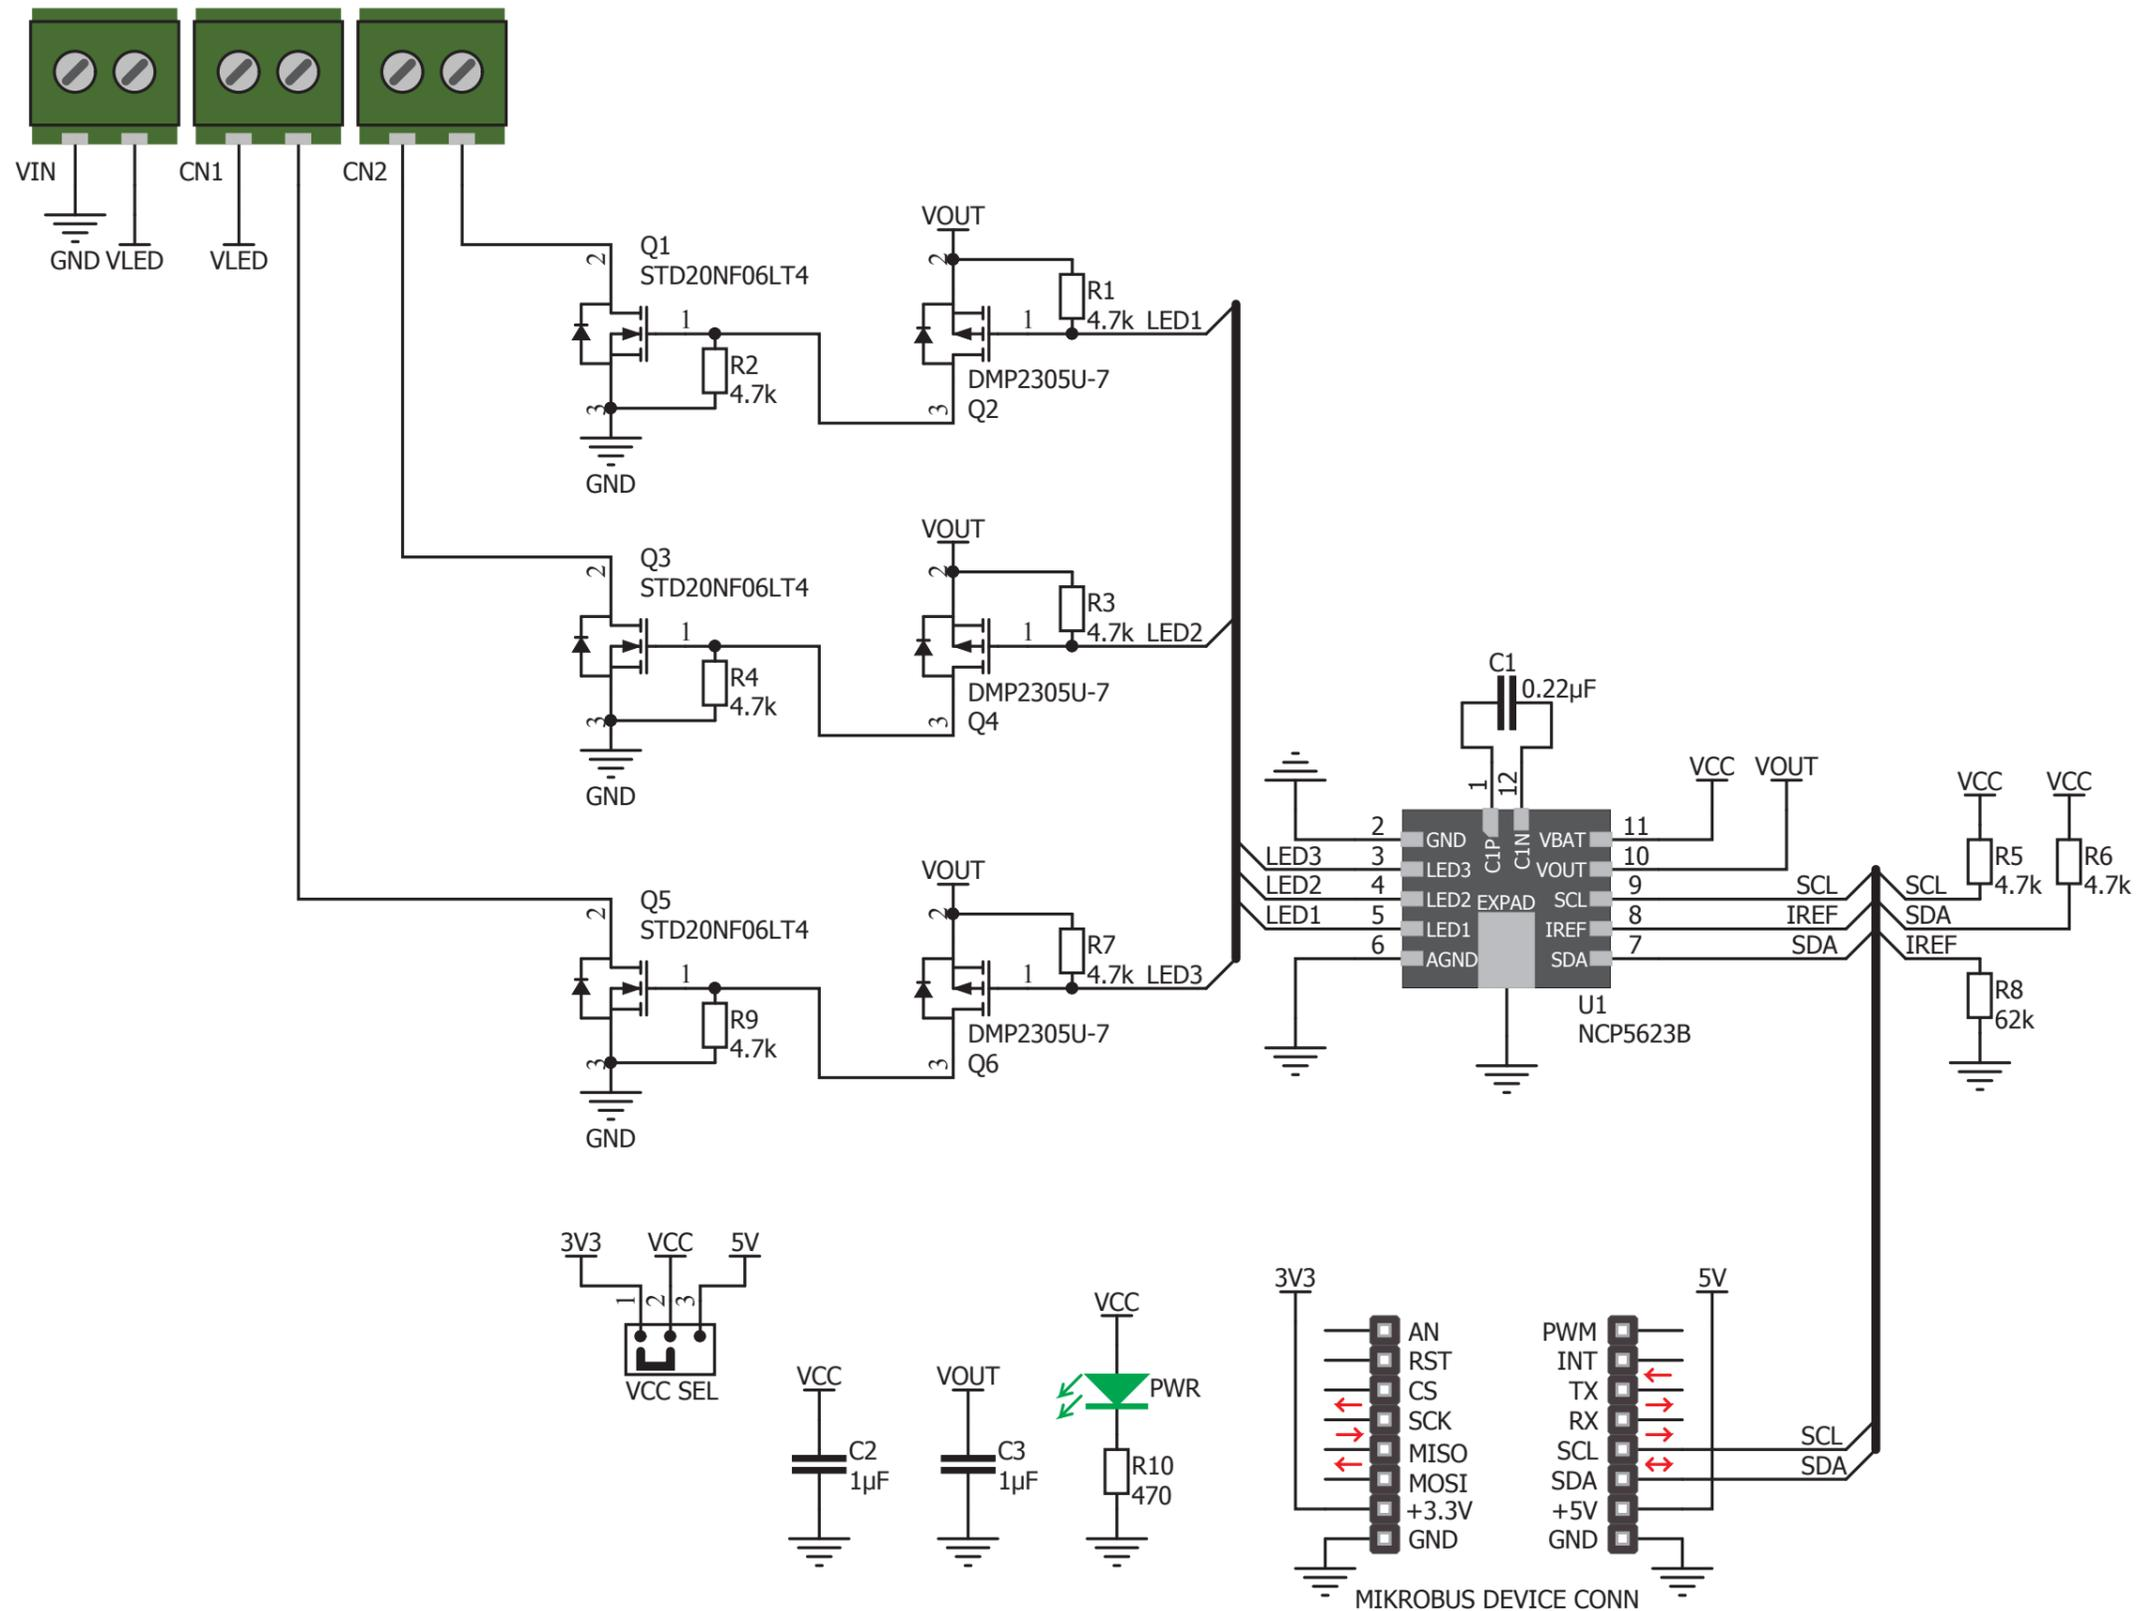 VIN
CN1
CN2
GND VLED
VLED
Q1
STD20NF06LT4
2
1
R2
4.7k
3
GND
VOUT
2
R1
4.7k LED1
1
DMP2305U-7
Q2
3
Q3
STD20NF06LT4
2
1
R4
4.7k
3
GND
VOUT
2
R3
4.7k LED2
1
DMP2305U-7
Q4
3
Q5
STD20NF06LT4
2
1
R9
4.7k
3
GND
VOUT
2
R7
4.7k LED3
1
DMP2305U-7
Q6
3
C1
0.22µF
1 12
LED3
LED2
LED1
2 GND
3 LED3
4 LED2
5 LED1
6 AGND
C1P C1N
EXPAD
VBAT 11
VOUT 10
SCL 9
IREF 8
SDA 7
U1
NCP5623B
VCC VOUT
SCL
IREF
SDA
SCL
SDA
IREF
VCC
R5
4.7k
VCC
R6
4.7k
R8
62k
3V3 VCC 5V
1 2 3
VCC SEL
VCC
C2
1µF
VOUT
C3
1µF
VCC
PWR
R10
470
3V3
5V
AN PWM
RST INT
CS TX
SCK RX
MISO SCL
MOSI SDA
+3.3V +5V
GND GND
SCL
SDA
MIKROBUS DEVICE CONN